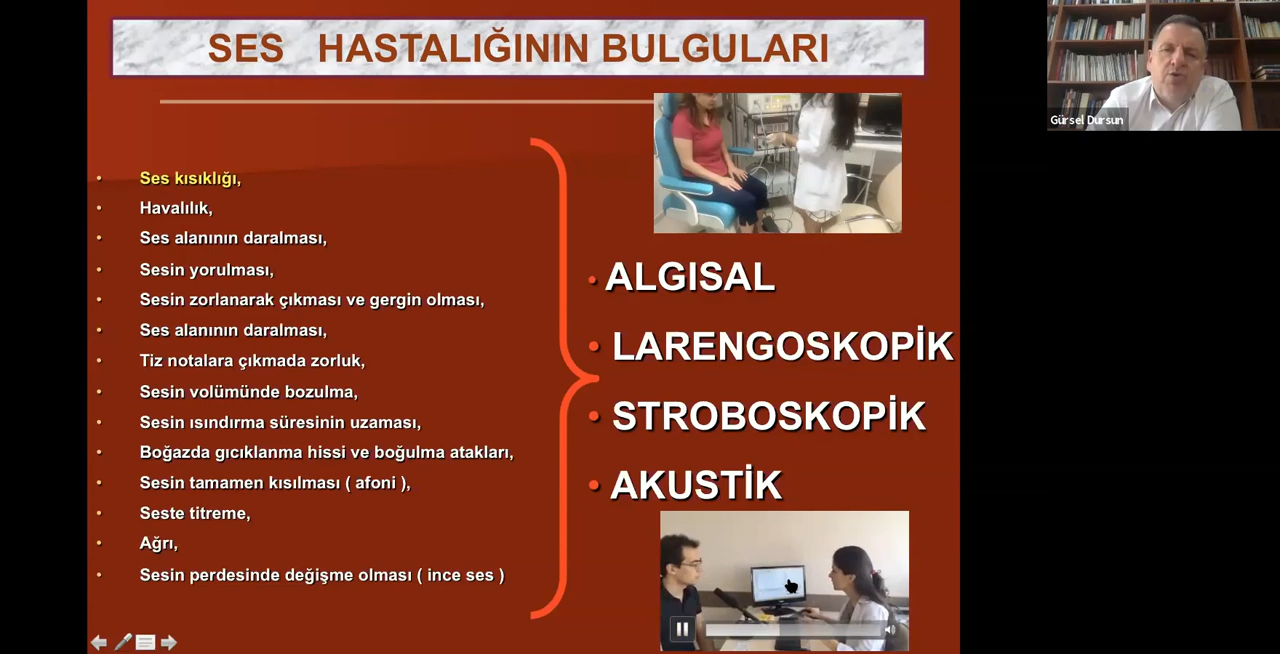 SES HASTALIĞININ BULGULARI
Gürsel Dursun
Ses kısıklığı,
Havalılık,
Ses alanının daralması,
Sesin yorulması,
Sesin zorlanarak çıkması ve gergin olması,
Ses alanının daralması,
Tiz notalara çıkmada zorluk,
Sesin volümünde bozulma,
Sesin ısındırma süresinin uzaması,
Boğazda gıcıklanma hissi ve boğulma atakları,
Sesin tamamen kısılması ( afoni ),
Seste titreme,
Ağrı,
Sesin perdesinde değişme olması ( ince ses )
ALGISAL
LARENGOSKOPİK
STROBOSKOPİK
AKUSTİK